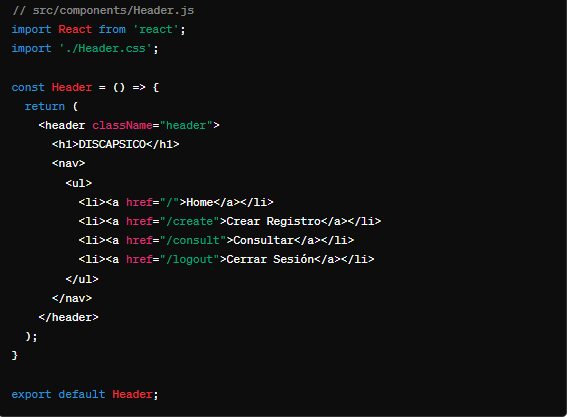 // src/components/Header.js
import React from 'react';
import './Header.css';
const Header = () => {
return (
<header className="header">
<h1>DISCAPSICO</h1>
<nav>
<ul>
<li><a href="/">Home</a></li>
<li><a href="/create">Crear Registro</a></li>
<li><a href="/consult">Consultar</a></li>
<li><a href="/logout">Cerrar Sesión</a></li>
</ul>
</nav>
</header>
);
}
export default Header;